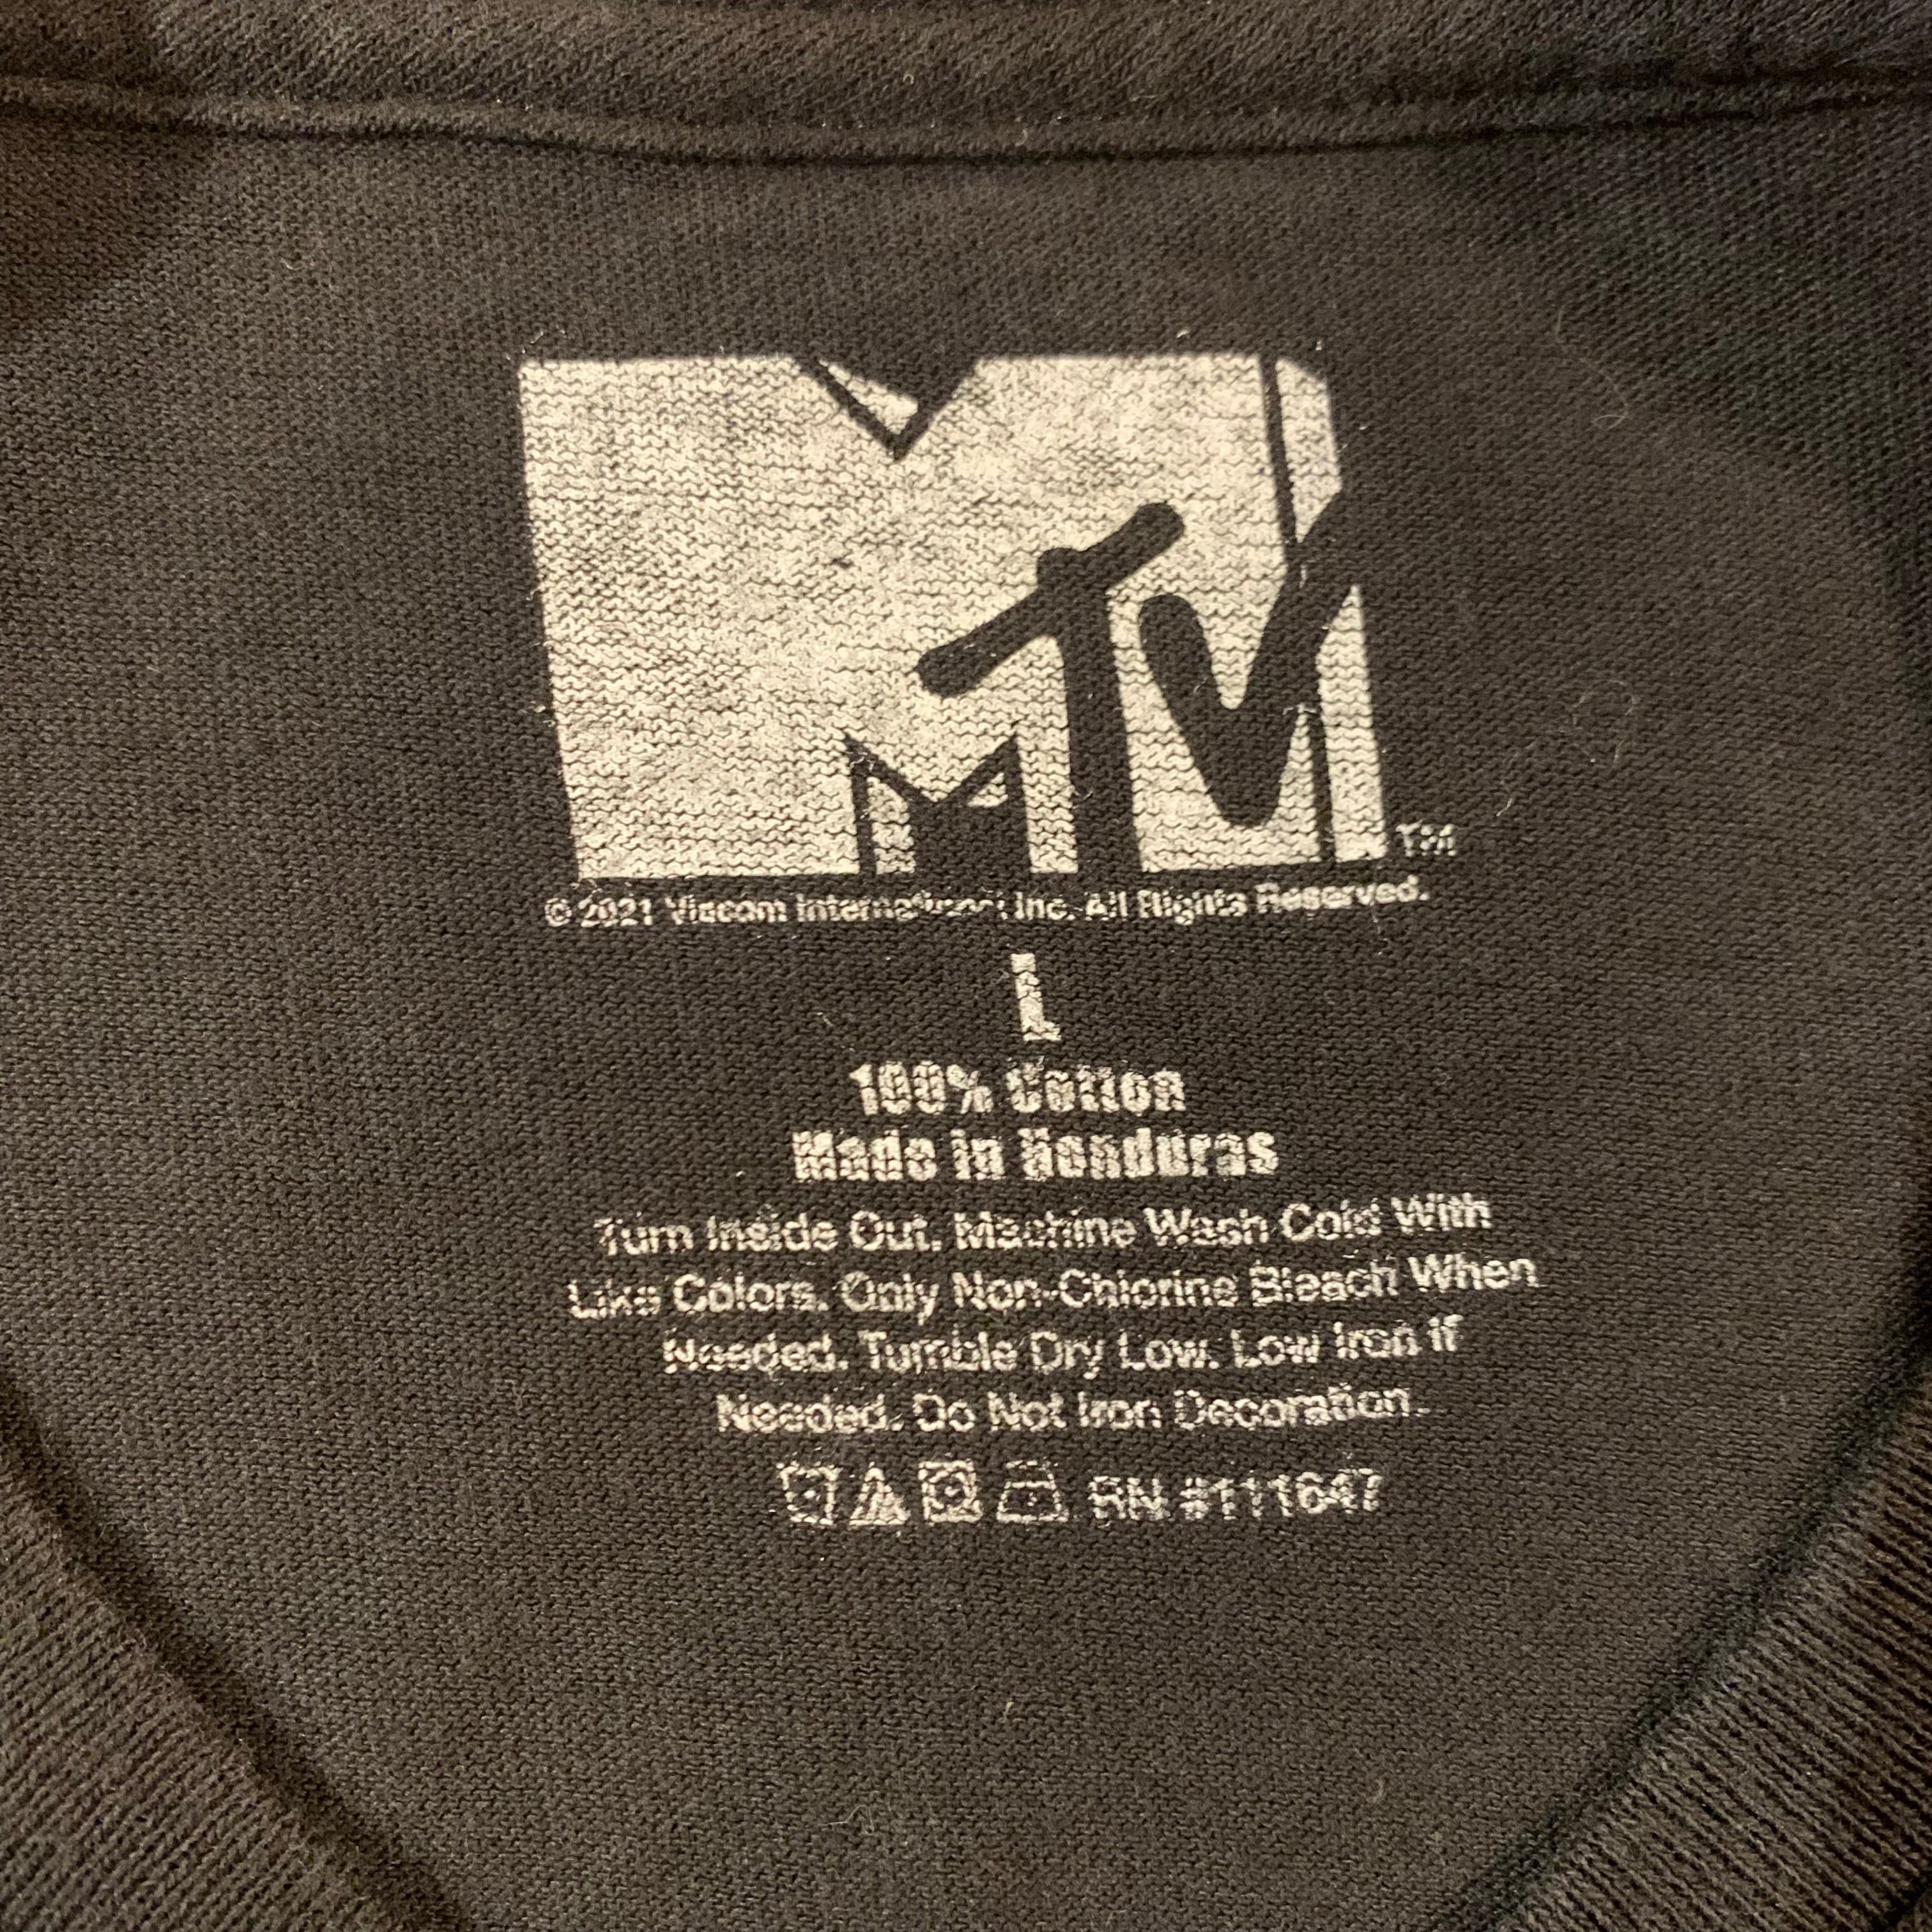 MTV TM
© 2021 Viacom International Inc. All Rights Reserved.
L
100% Cotton
Made in Honduras
Turn Inside Out. Machine Wash Cold With
Like Colors. Only Non-Chlorine Bleach When
Needed. Tumble Dry Low. Low Iron If
Needed. Do Not Iron Decoration.
RN #111647